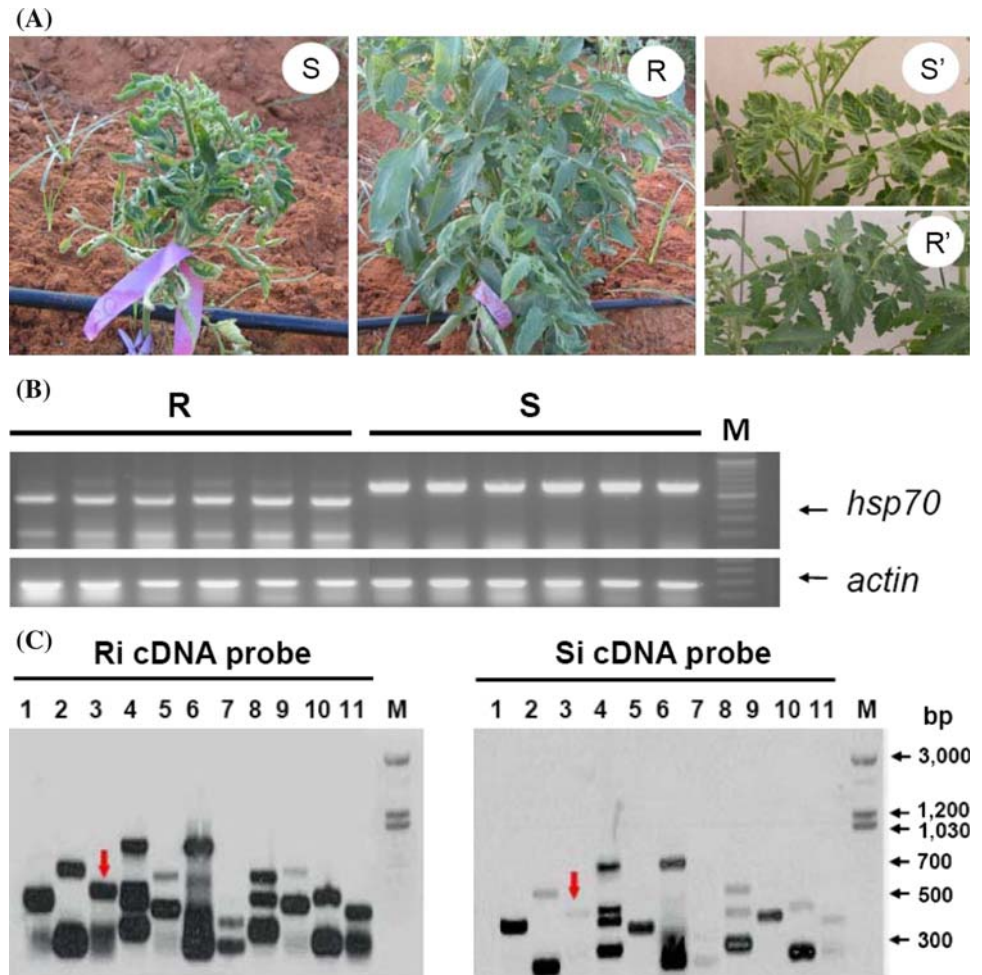 (A)
S
R
S'
R'
(B)
R S M
hsp70
actin
(C)
Ri cDNA probe Si cDNA probe
1 2 3 4 5 6 7 8 9 10 11 M 1 2 3 4 5 6 7 8 9 10 11 M bp
3,000
1,200
1,030
700
500
300